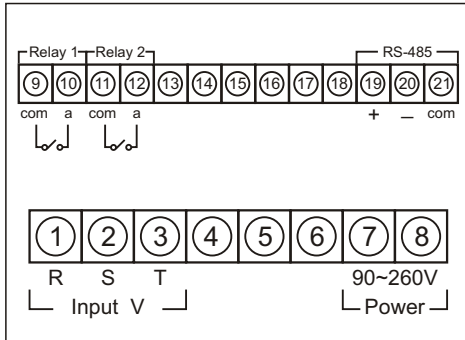 Relay 1 Relay 2 RS-485
9 10 11 12 13 14 15 16 17 18 19 20 21
com a com a + − com
1 2 3 4 5 6 7 8
R S T 90~260V
Input V Power